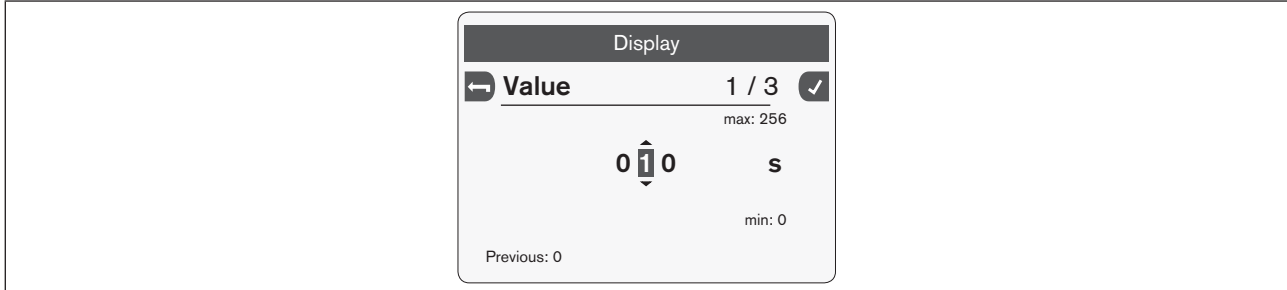 Display
Value 1 / 3
max: 256
0 1 0 s
min: 0
Previous: 0